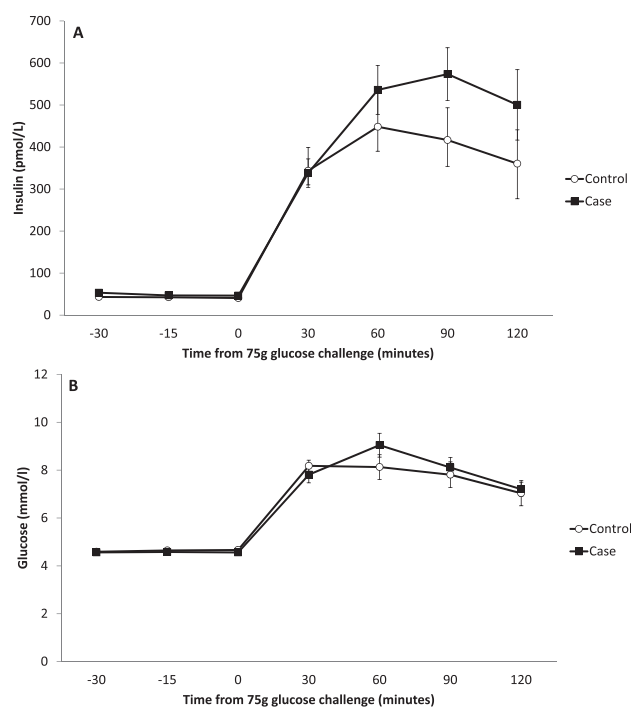 A
700
600
500
400
300
200
100
0
Insulin (pmol/L)
-30 -15 0 30 60 90 120
Time from 75g glucose challenge (minutes)
Control
Case
B
12
10
8
6
4
2
0
Glucose (mmol/l)
-30 -15 0 30 60 90 120
Time from 75g glucose challenge (minutes)
Control
Case